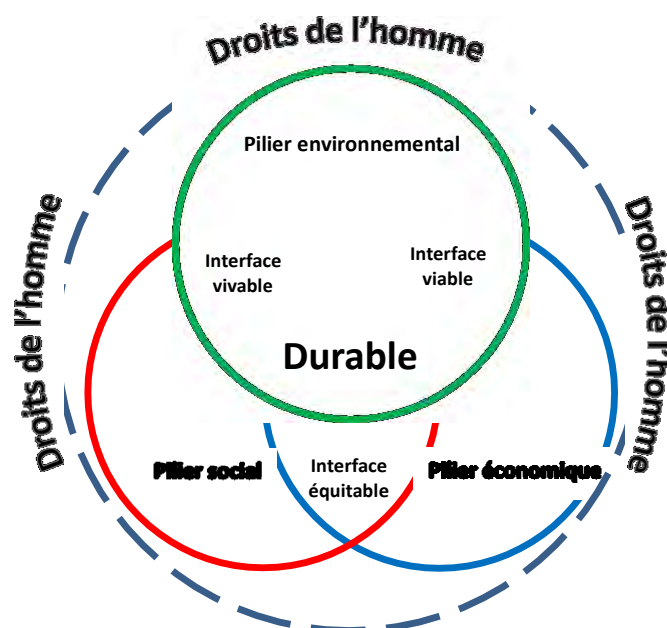 Droits de l'homme
Pilier environnemental
Droits de l'homme
Droits de l'homme
Interface
vivable
Interface
viable
Durable
Pilier social
Interface
équitable
Pilier économique